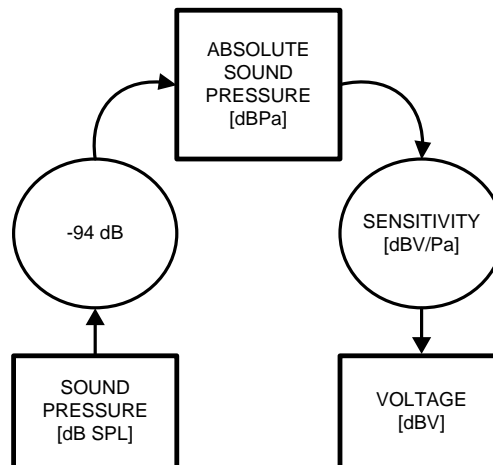 ABSOLUTE
SOUND
PRESSURE
[dBPa]
-94 dB
SENSITIVITY
[dBV/Pa]
SOUND
PRESSURE
[dB SPL]
VOLTAGE
[dBV]